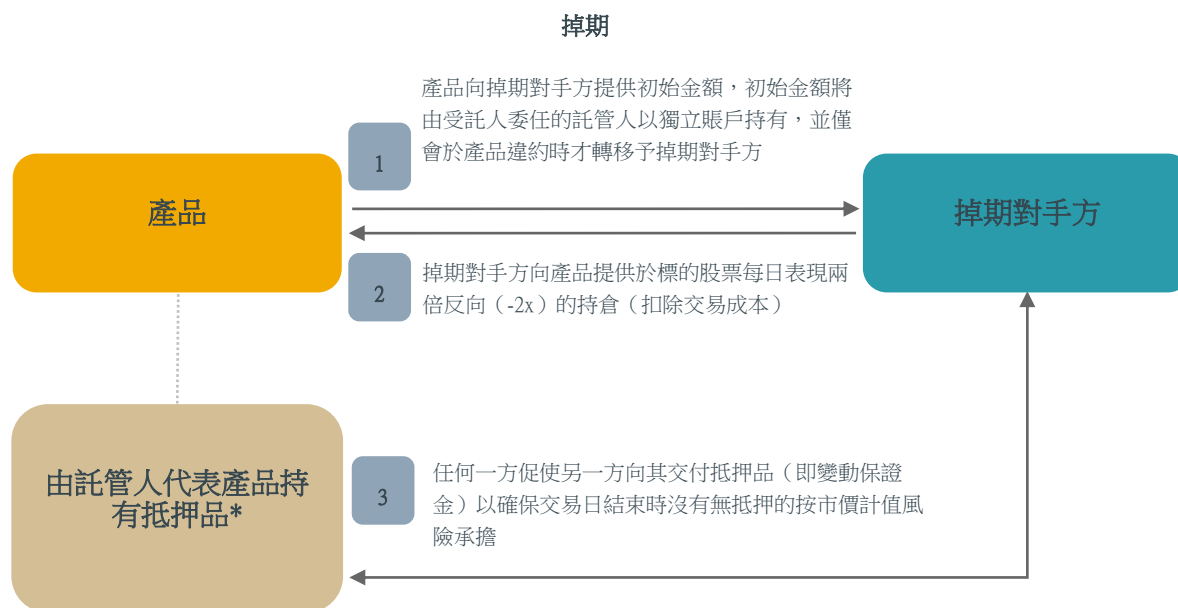 掉期
產品向掉期對手方提供初始金額，初始金額將
由受託人委任的託管人以獨立賬戶持有，並僅
會於產品違約時才轉移予掉期對手方
1
產品
掉期對手方
2
掉期對手方向產品提供於標的股票每日表現兩
倍反向（-2x）的持倉（扣除交易成本）
由託管人代表產品持
有抵押品*
3
任何一方促使另一方向其交付抵押品（即變動保證
金）以確保交易日結束時沒有無抵押的按市價計值風
險承擔